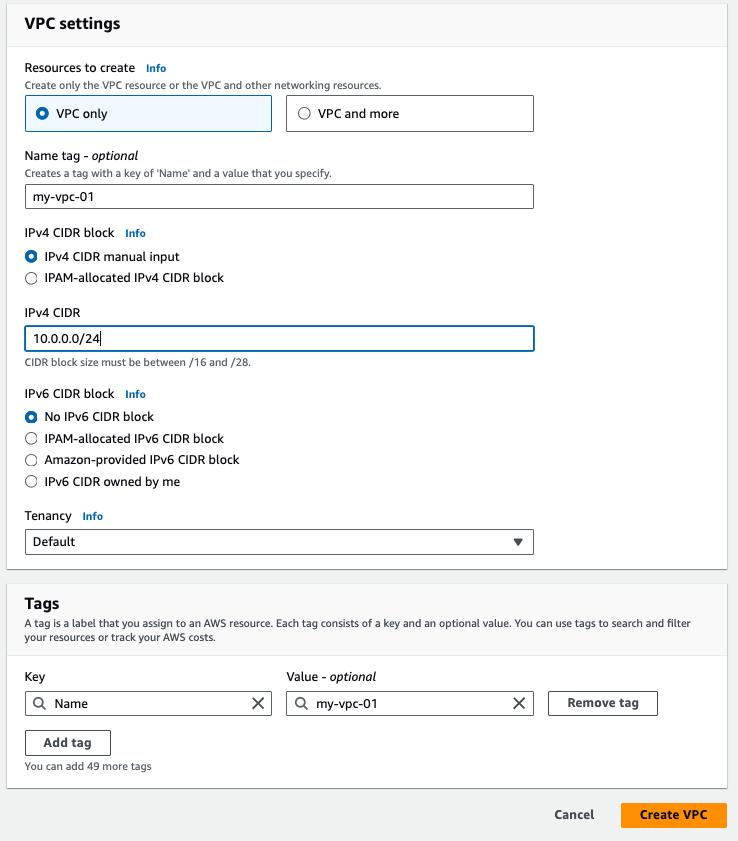 VPC settings
Resources to create Info
Create only the VPC resource or the VPC and other networking resources.
VPC only
VPC and more
Name tag - optional
Creates a tag with a key of 'Name' and a value that you specify.
my-vpc-01
IPv4 CIDR block Info
IPv4 CIDR manual input
IPAM-allocated IPv4 CIDR block
IPv4 CIDR
10.0.0.0/24
CIDR block size must be between /16 and /28.
IPv6 CIDR block Info
No IPv6 CIDR block
IPAM-allocated IPv6 CIDR block
Amazon-provided IPv6 CIDR block
IPv6 CIDR owned by me
Tenancy Info
Default
Tags
A tag is a label that you assign to an AWS resource. Each tag consists of a key and an optional value. You can use tags to search and filter
your resources or track your AWS costs.
Key
Value - optional
Name
my-vpc-01
Remove tag
Add tag
You can add 49 more tags
Cancel
Create VPC